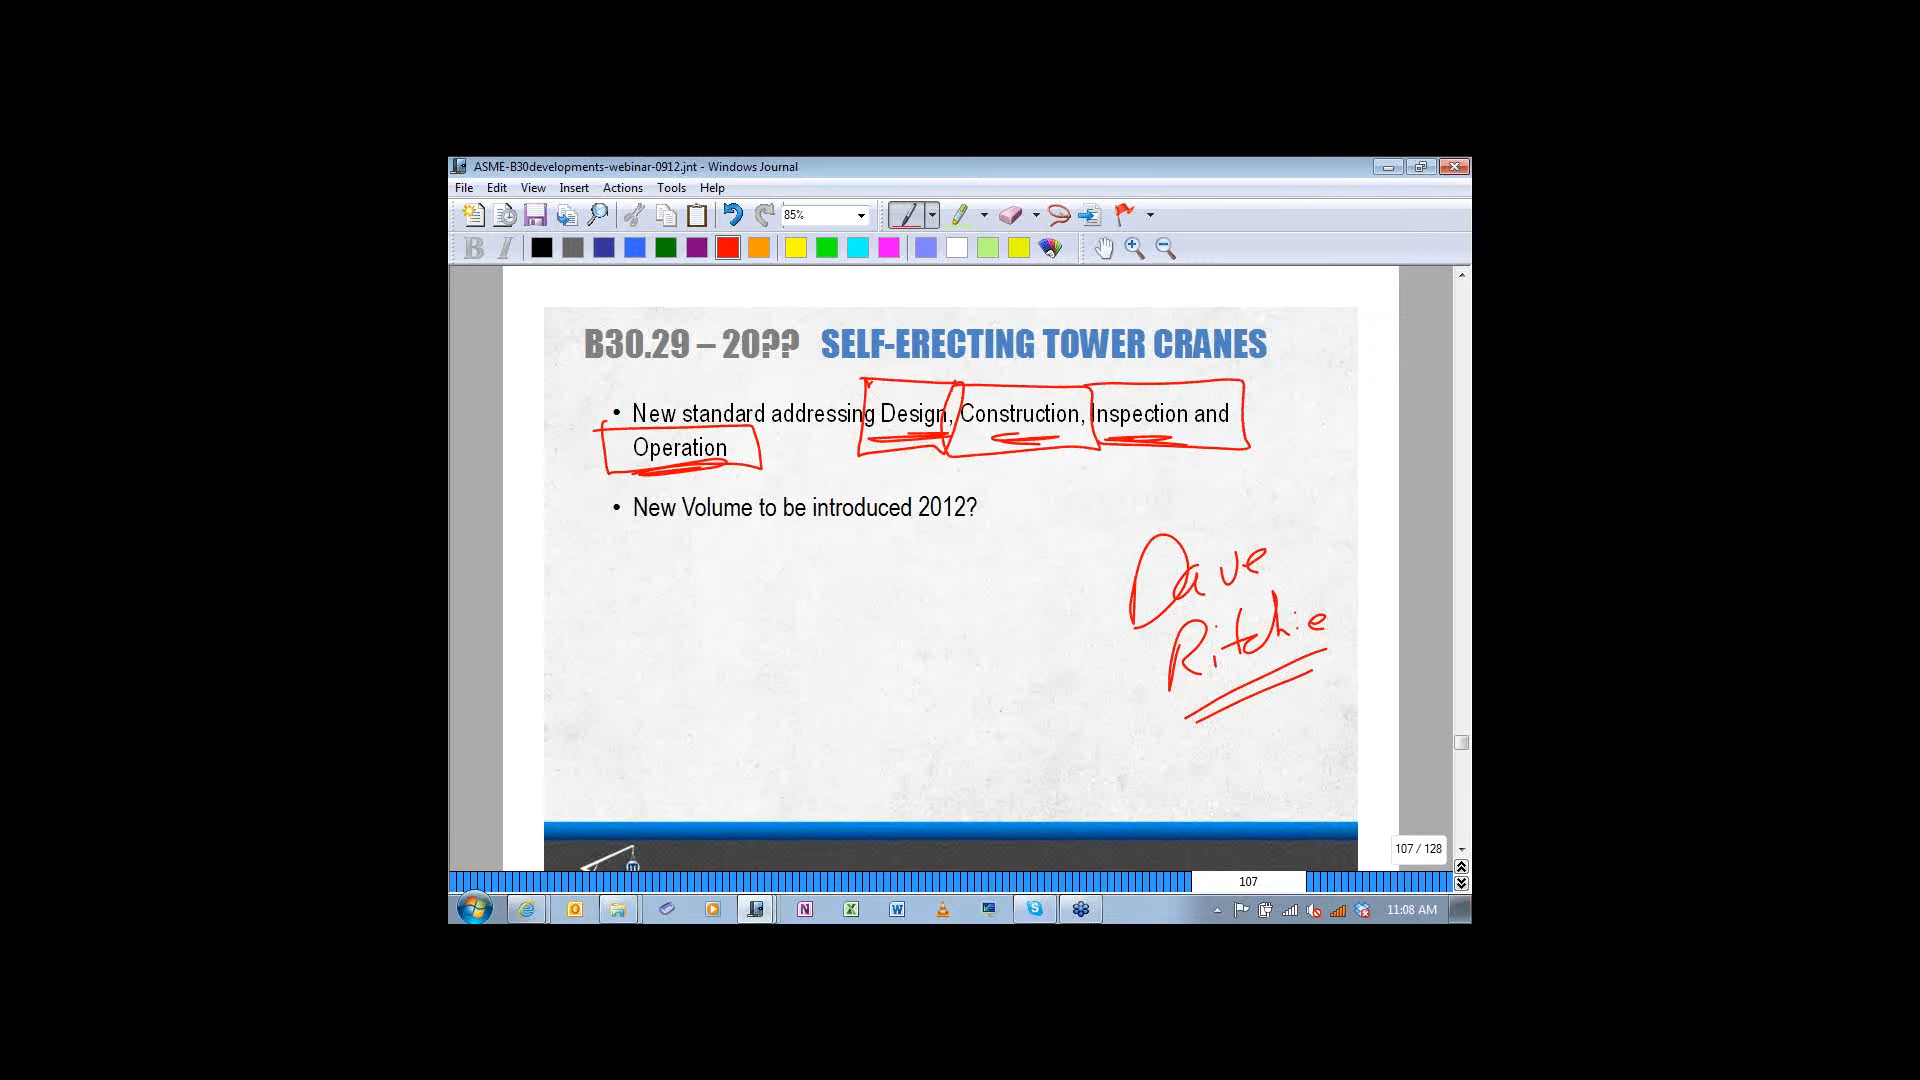 ASME-B30developments-webinar-0912.jnt - Windows Journal
File Edit View Insert Actions Tools Help
85%
B I
B30.29 – 20?? SELF-ERECTING TOWER CRANES
• New standard addressing Design, Construction, Inspection and
Operation
• New Volume to be introduced 2012?
Dave
Ritchie
107 / 128
107
11:08 AM